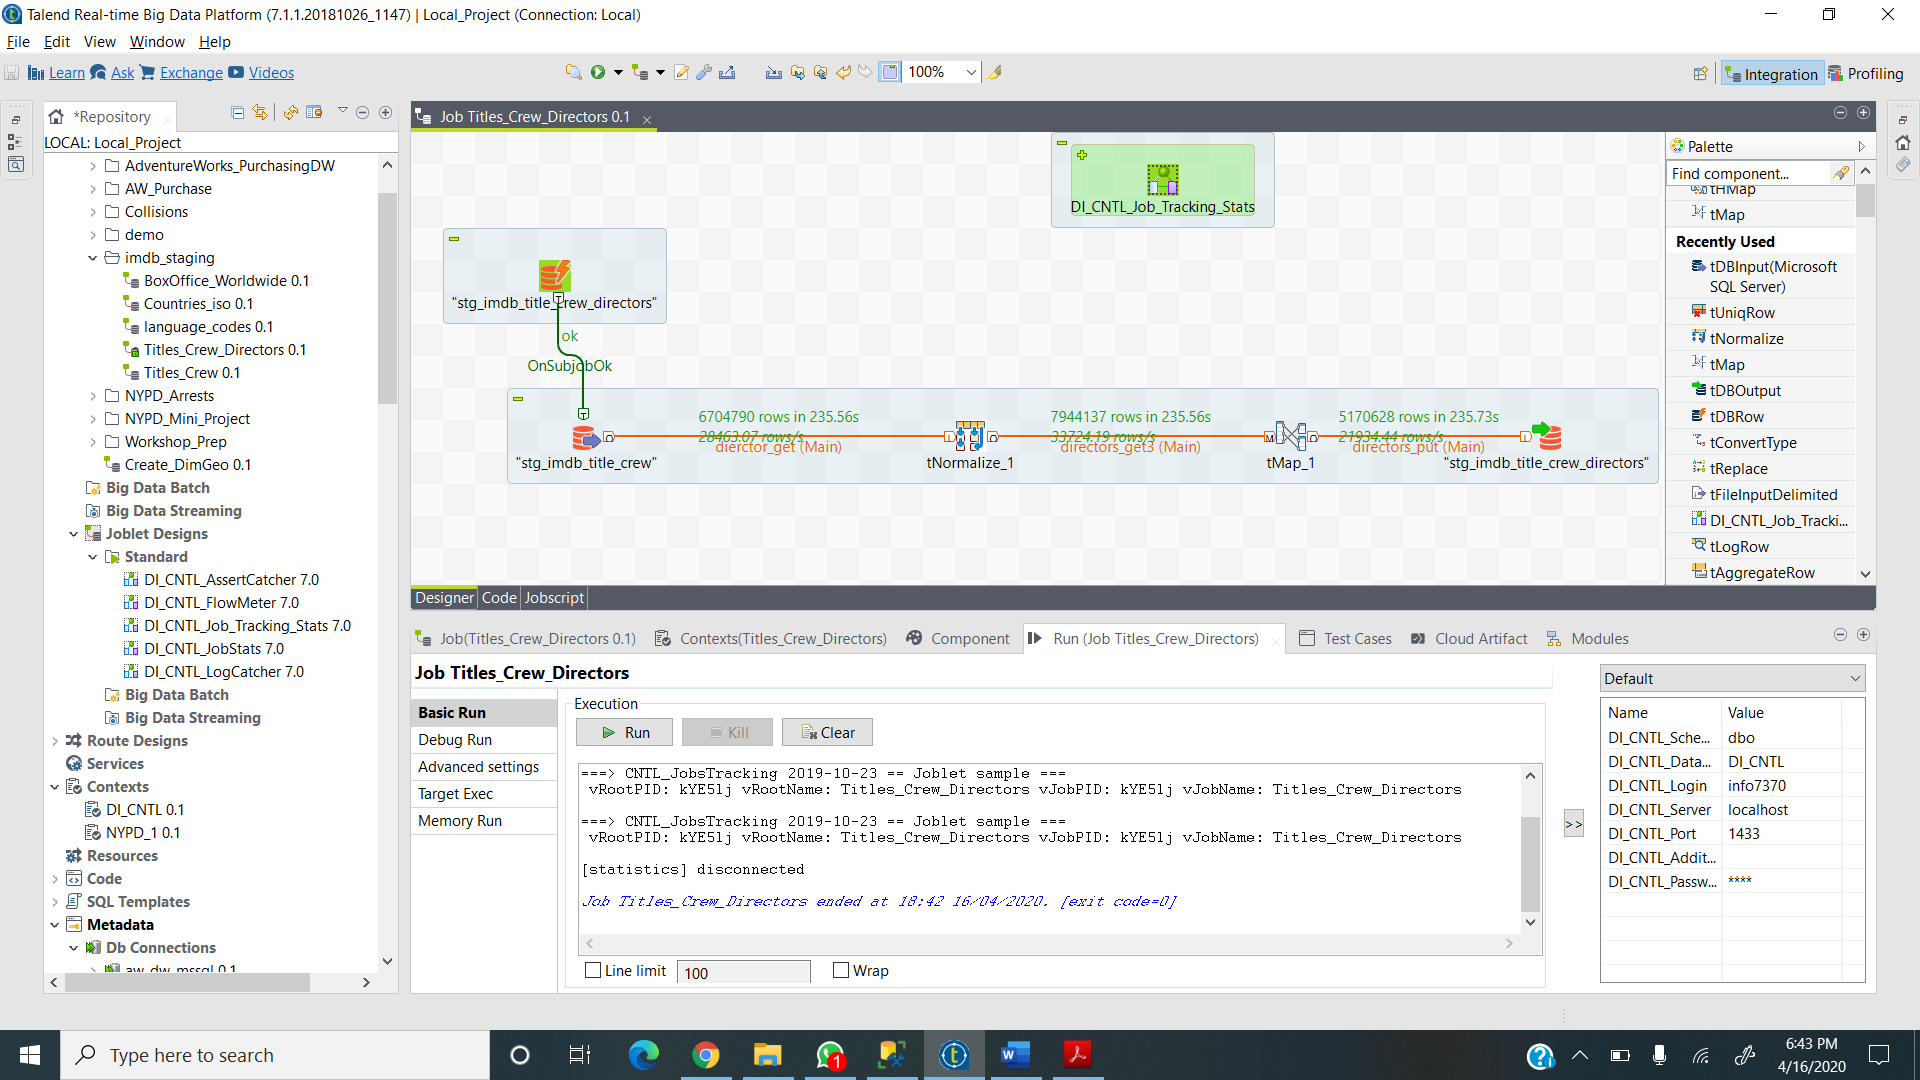 Talend Real-time Big Data Platform (7.1.1.20181026_1147) | Local_Project (Connection: Local)
File Edit View Window Help
Learn Ask Exchange Videos
100%
Integration Profiling
*Repository
LOCAL: Local_Project
AdventureWorks_PurchasingDW
AW_Purchase
Collisions
demo
imdb_staging
BoxOffice_Worldwide 0.1
Countries_iso 0.1
language_codes 0.1
Titles_Crew_Directors 0.1
Titles_Crew 0.1
NYPD_Arrests
NYPD_Mini_Project
Workshop_Prep
Create_DimGeo 0.1
Big Data Batch
Big Data Streaming
Joblet Designs
Standard
DI_CNTL_AssertCatcher 7.0
DI_CNTL_FlowMeter 7.0
DI_CNTL_Job_Tracking_Stats 7.0
DI_CNTL_JobStats 7.0
DI_CNTL_LogCatcher 7.0
Big Data Batch
Big Data Streaming
Route Designs
Services
Contexts
DI_CNTL 0.1
NYPD_1 0.1
Resources
Code
SQL Templates
Metadata
Db Connections
aw_dw_mssql 0.1
Job Titles_Crew_Directors 0.1
DI_CNTL_Job_Tracking_Stats
"stg_imdb_title_crew_directors"
ok
OnSubjobOk
6704790 rows in 235.56s
28463.07 rows/s
dierctor_get (Main)
7944137 rows in 235.56s
33724.19 rows/s
directors_get3 (Main)
5170628 rows in 235.73s
21934.44 rows/s
directors_put (Main)
"stg_imdb_title_crew"
tNormalize_1
tMap_1
"stg_imdb_title_crew_directors"
Designer Code Jobscript
Palette
Find component...
tHMap
tMap
Recently Used
tDBInput(Microsoft
SQL Server)
tUniqRow
tNormalize
tMap
tDBOutput
tDBRow
tConvertType
tReplace
tFileInputDelimited
DI_CNTL_Job_Tracki...
tLogRow
tAggregateRow
Job(Titles_Crew_Directors 0.1) Contexts(Titles_Crew_Directors) Component Run (Job Titles_Crew_Directors) Test Cases Cloud Artifact Modules
Job Titles_Crew_Directors
Basic Run
Debug Run
Advanced settings
Target Exec
Memory Run
Execution
Run Kill Clear
===> CNTL_JobsTracking 2019-10-23 == Joblet sample ===
vRootPID: kYE5lj vRootName: Titles_Crew_Directors vJobPID: kYE5lj vJobName: Titles_Crew_Directors
===> CNTL_JobsTracking 2019-10-23 == Joblet sample ===
vRootPID: kYE5lj vRootName: Titles_Crew_Directors vJobPID: kYE5lj vJobName: Titles_Crew_Directors
[statistics] disconnected
Job Titles_Crew_Directors ended at 18:42 16/04/2020. [exit code=0]
Line limit 100 Wrap
>>
Default
Name Value
DI_CNTL_Sche... dbo
DI_CNTL_Data... DI_CNTL
DI_CNTL_Login info7370
DI_CNTL_Server localhost
DI_CNTL_Port 1433
DI_CNTL_Addit...
DI_CNTL_Passw... ****
Type here to search
1
6:43 PM
4/16/2020